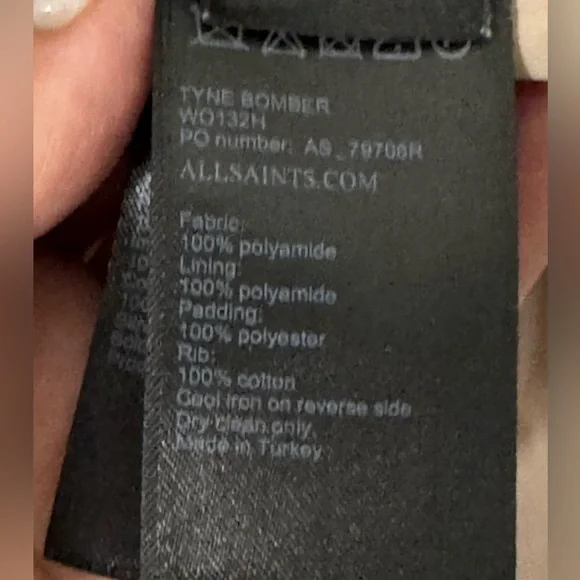 TYNE BOMBER
WO132H
PO number: AS_79706R
ALLSAINTS.COM
Fabric:
100% polyamide
Lining:
100% polyamide
Padding:
100% polyester
Rib:
100% cotton
Cool iron on reverse side
Dry clean only.
Made in Turkey